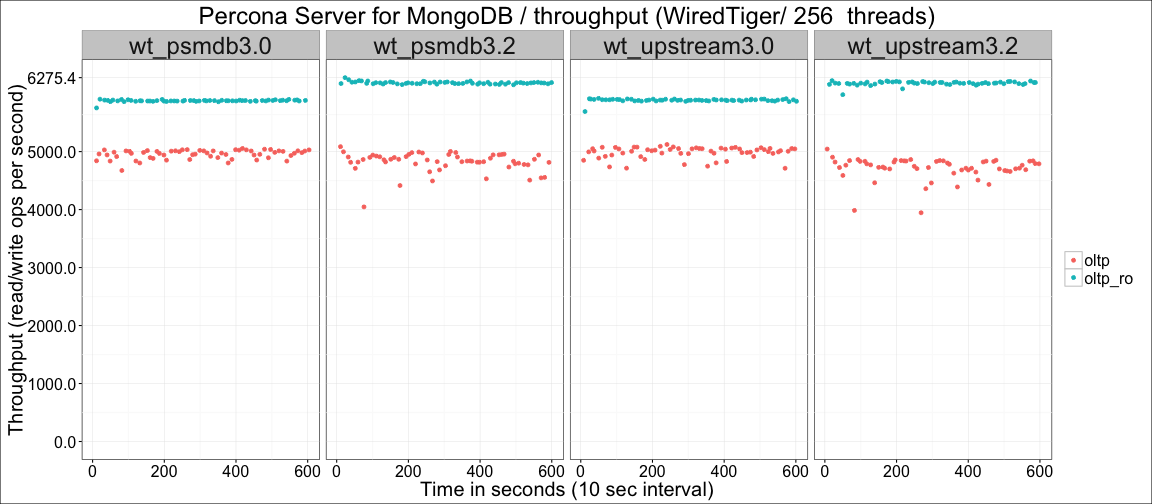 Percona Server for MongoDB / throughput (WiredTiger/ 256  threads)
wt_psmdb3.0 wt_psmdb3.2 wt_upstream3.0 wt_upstream3.2
Throughput (read/write ops per second)
6275.4
5000.0
4000.0
3000.0
2000.0
1000.0
0.0
0 200 400 600 0 200 400 600 0 200 400 600 0 200 400 600
Time in seconds (10 sec interval)
oltp
oltp_ro